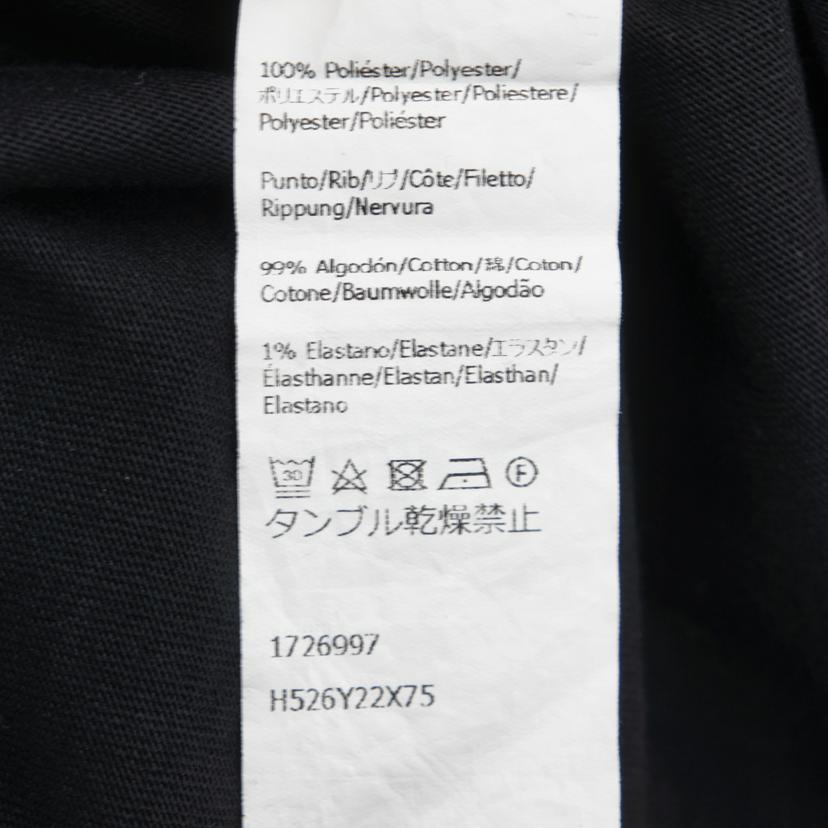 100% Poliéster/Polyester/
ポリエステル/Polyester/Poliestere/
Polyester/Poliéster
Punto/Rib/リブ/Côte/Filetto/
Rippung/Nervura
99% Algodón/Cotton/綿/Coton/
Cotone/Baumwolle/Algodão
1% Elastano/Elastane/エラスタン/
Élasthanne/Elastan/Elasthan/
Elastano
30 F
タンブル乾燥禁止
1726997
H526Y22X75